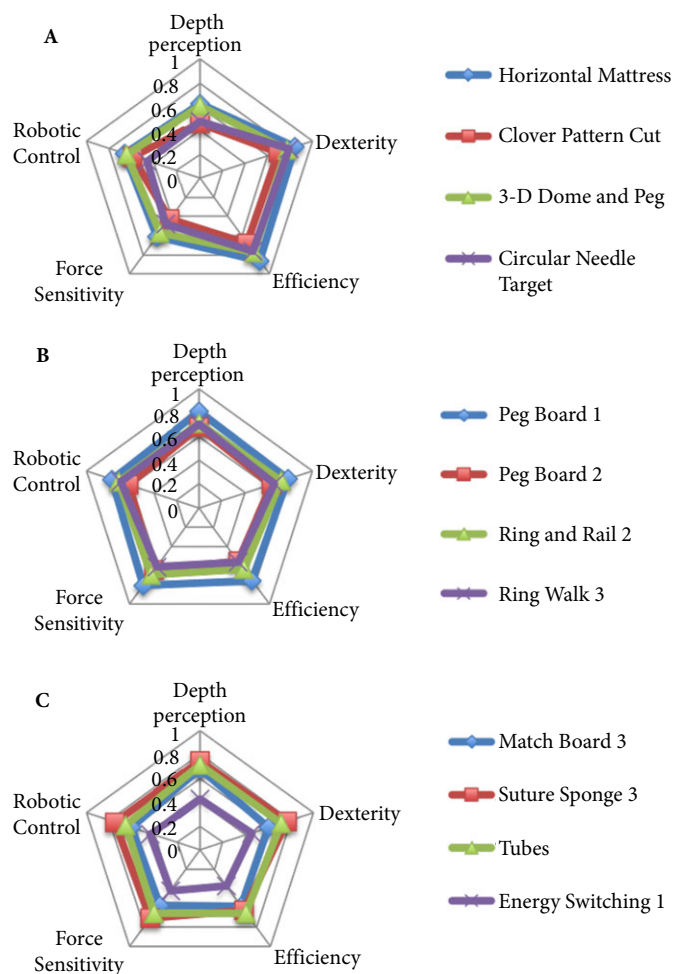 A
Depth
perception
1
0.8
0.6
0.4
0.2
0
Robotic
Control
Dexterity
Force
Sensitivity
Efficiency
Horizontal Mattress
Clover Pattern Cut
3-D Dome and Peg
Circular Needle
Target
B
Depth
perception
1
0.8
0.6
0.4
0.2
0
Robotic
Control
Dexterity
Force
Sensitivity
Efficiency
Peg Board 1
Peg Board 2
Ring and Rail 2
Ring Walk 3
C
Depth
perception
1
0.8
0.6
0.4
0.2
0
Robotic
Control
Dexterity
Force
Sensitivity
Efficiency
Match Board 3
Suture Sponge 3
Tubes
Energy Switching 1